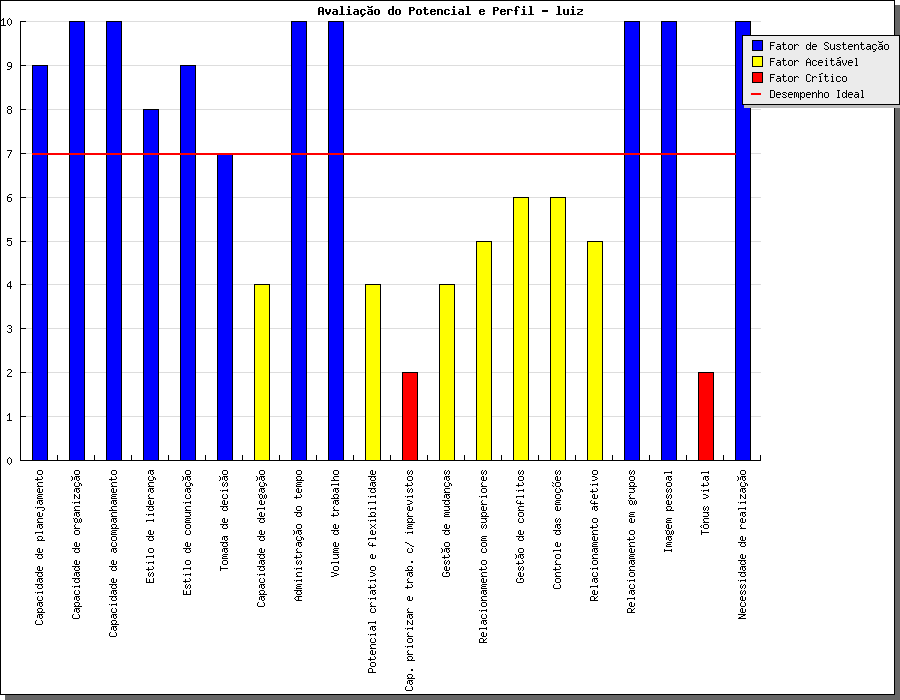 Avaliação do Potencial e Perfil - luiz
10
9
8
7
6
5
4
3
2
1
0
Fator de Sustentação
Fator Aceitável
Fator Crítico
Desempenho Ideal
Capacidade de planejamento
Capacidade de organização
Capacidade de acompanhamento
Estilo de liderança
Estilo de comunicação
Tomada de decisão
Capacidade de delegação
Administração do tempo
Volume de trabalho
Potencial criativo e flexibilidade
Cap. priorizar e trab. c/ imprevistos
Gestão de mudanças
Relacionamento com superiores
Gestão de conflitos
Controle das emoções
Relacionamento afetivo
Relacionamento em grupos
Imagem pessoal
Tônus vital
Necessidade de realização